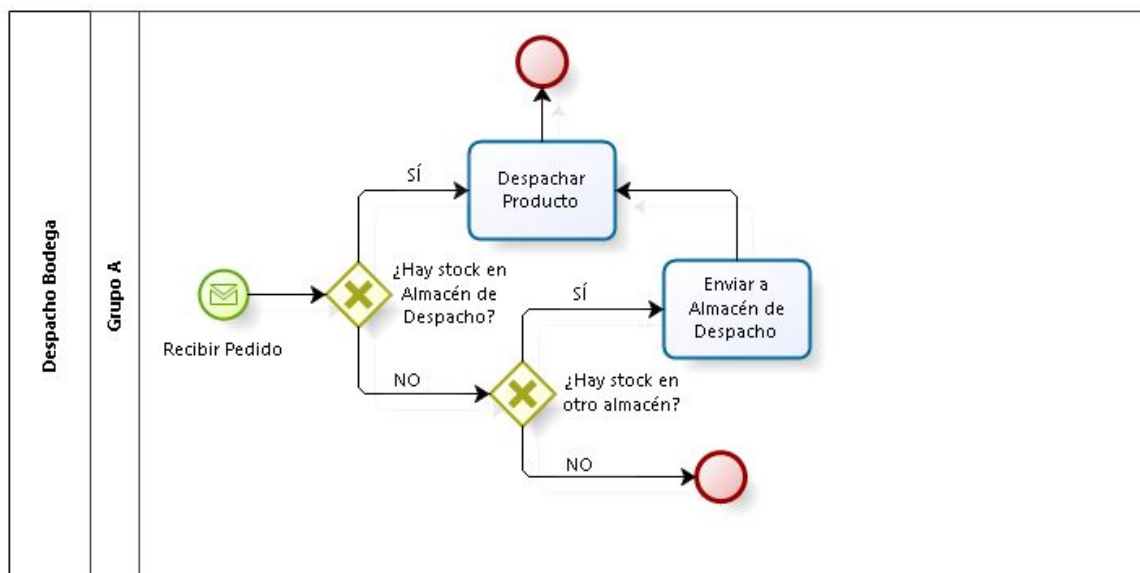 Despacho Bodega
Grupo A
Recibir Pedido
¿Hay stock en
Almacén de
Despacho?
SÍ
Despachar
Producto
NO
¿Hay stock en
otro almacén?
SÍ
Enviar a
Almacén de
Despacho
NO